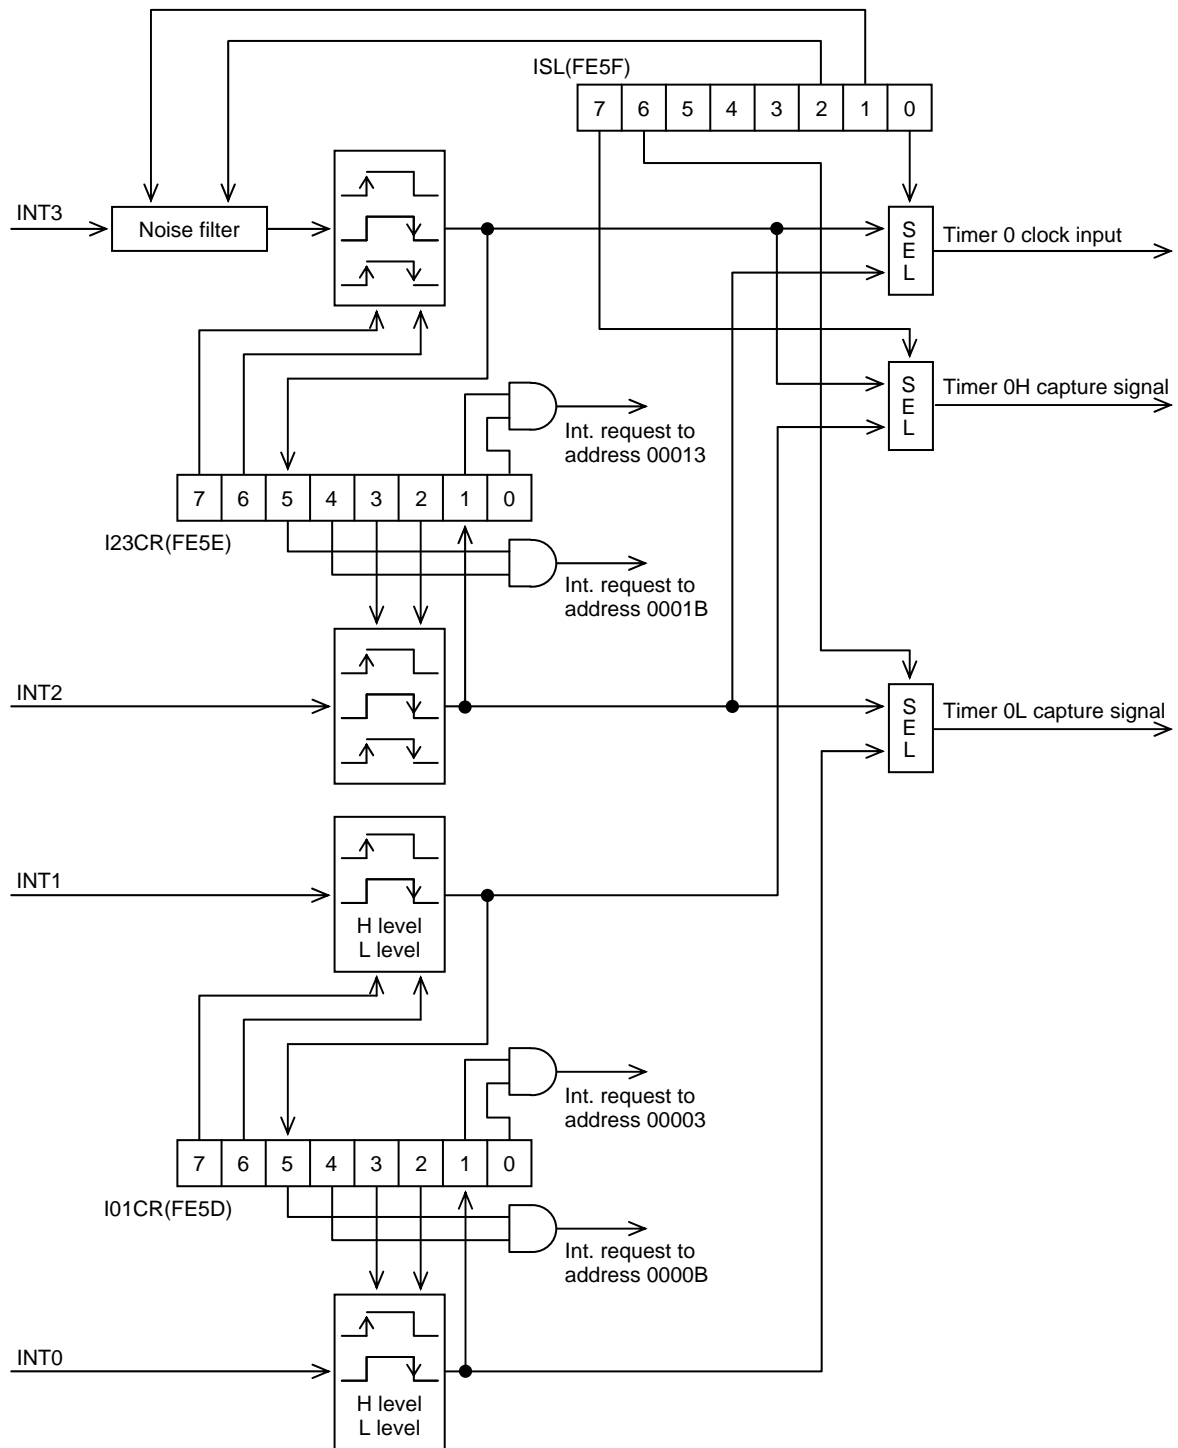 ISL(FE5F)
7 6 5 4 3 2 1 0
INT3
Noise filter
SEL
Timer 0 clock input
SEL
Timer 0H capture signal
Int. request to
address 00013
7 6 5 4 3 2 1 0
I23CR(FE5E)
Int. request to
address 0001B
INT2
SEL
Timer 0L capture signal
INT1
H level
L level
Int. request to
address 00003
7 6 5 4 3 2 1 0
I01CR(FE5D)
Int. request to
address 0000B
INT0
H level
L level